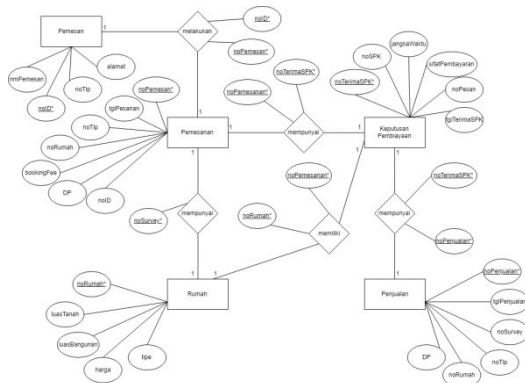 Pemesan
1
melakukan
noID*
noPemesan*
nmPemesan
noID*
noTlp
alamat
1
Pemesanan
noPemesan*
tglPesanan
noTlp
noRumah
bookingFee
DP
noID
1
mempunyai
1
noPemesanan*
noTerimaSPK*
Keputusan
Pembiayaan
noTerimaSPK*
noSPK
jangkaWaktu
sifatPembayaran
noPesan
tglTerimaSPK
1
mempunyai
noSurvey*
1
1
memiliki
noPemesanan*
noRumah*
1
1
mempunyai
noTerimaSPK*
noPenjualan*
1
Rumah
noRumah*
luasTanah
luasBangunan
harga
tipe
Penjualan
noPenjualan*
tglPenjualan
noSurvey
noTlp
noRumah
DP